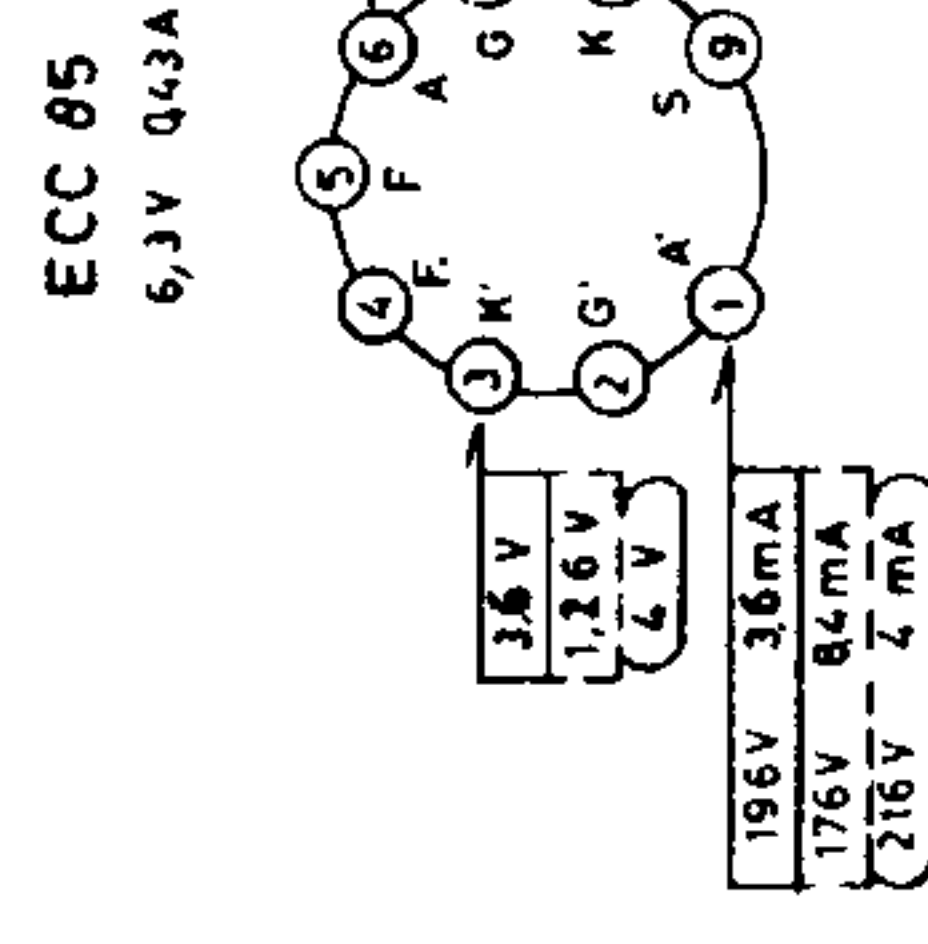 ECC 85
6,3V 0,43A
6
A
G
K
9
S
5
F
4
F
3
K'
2
G'
1
A'
3,6 V
1,26 V
4 V
196V 3,6mA
176V 8,4mA
216V 4 mA